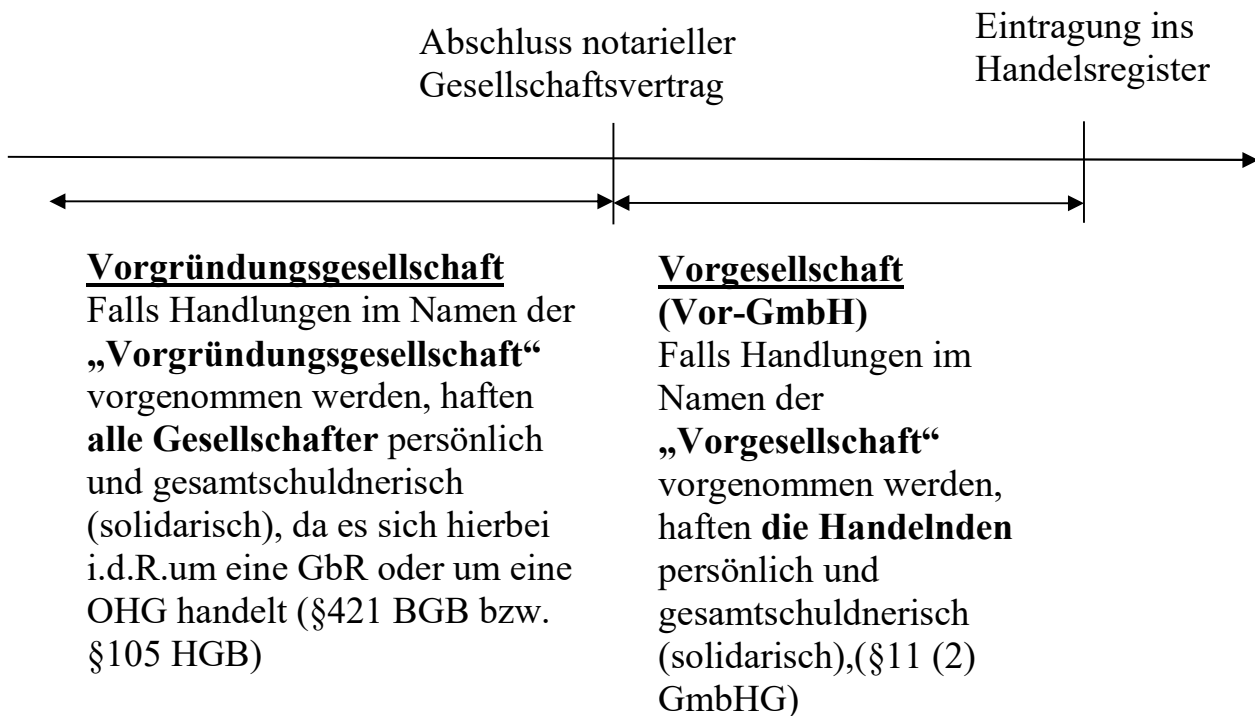 Abschluss notarieller
Gesellschaftsvertrag
Eintragung ins
Handelsregister
Vorgründungsgesellschaft
Falls Handlungen im Namen der
„Vorgründungsgesellschaft“
vorgenommen werden, haften
alle Gesellschafter persönlich
und gesamtschuldnerisch
(solidarisch), da es sich hierbei
i.d.R.um eine GbR oder um eine
OHG handelt (§421 BGB bzw.
§105 HGB)
Vorgesellschaft
(Vor-GmbH)
Falls Handlungen im
Namen der
„Vorgesellschaft“
vorgenommen werden,
haften die Handelnden
persönlich und
gesamtschuldnerisch
(solidarisch),(§11 (2)
GmbHG)